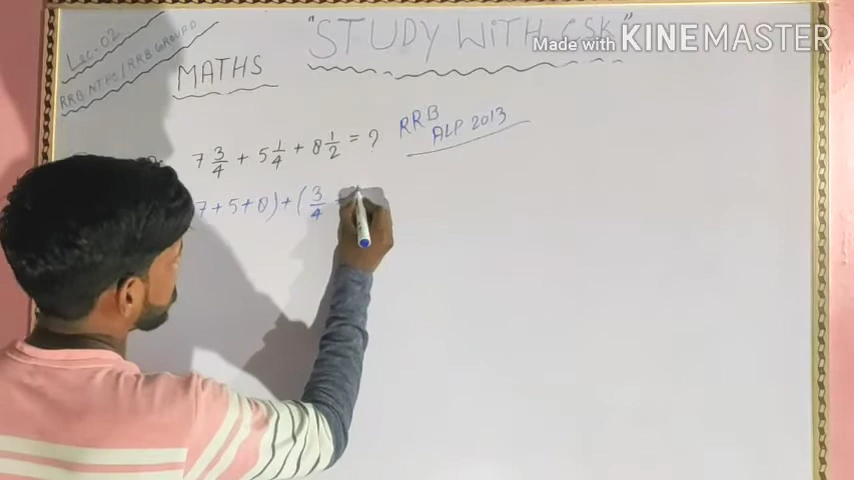 Lec-02
RRB NTPC/RRB GROUP D
MATHS
"STUDY WITH CSK"
Made with KINEMASTER
7 3/4 + 5 1/4 + 8 1/2 = ?
RRB
ALP 2013
7+5+8)+(3/4